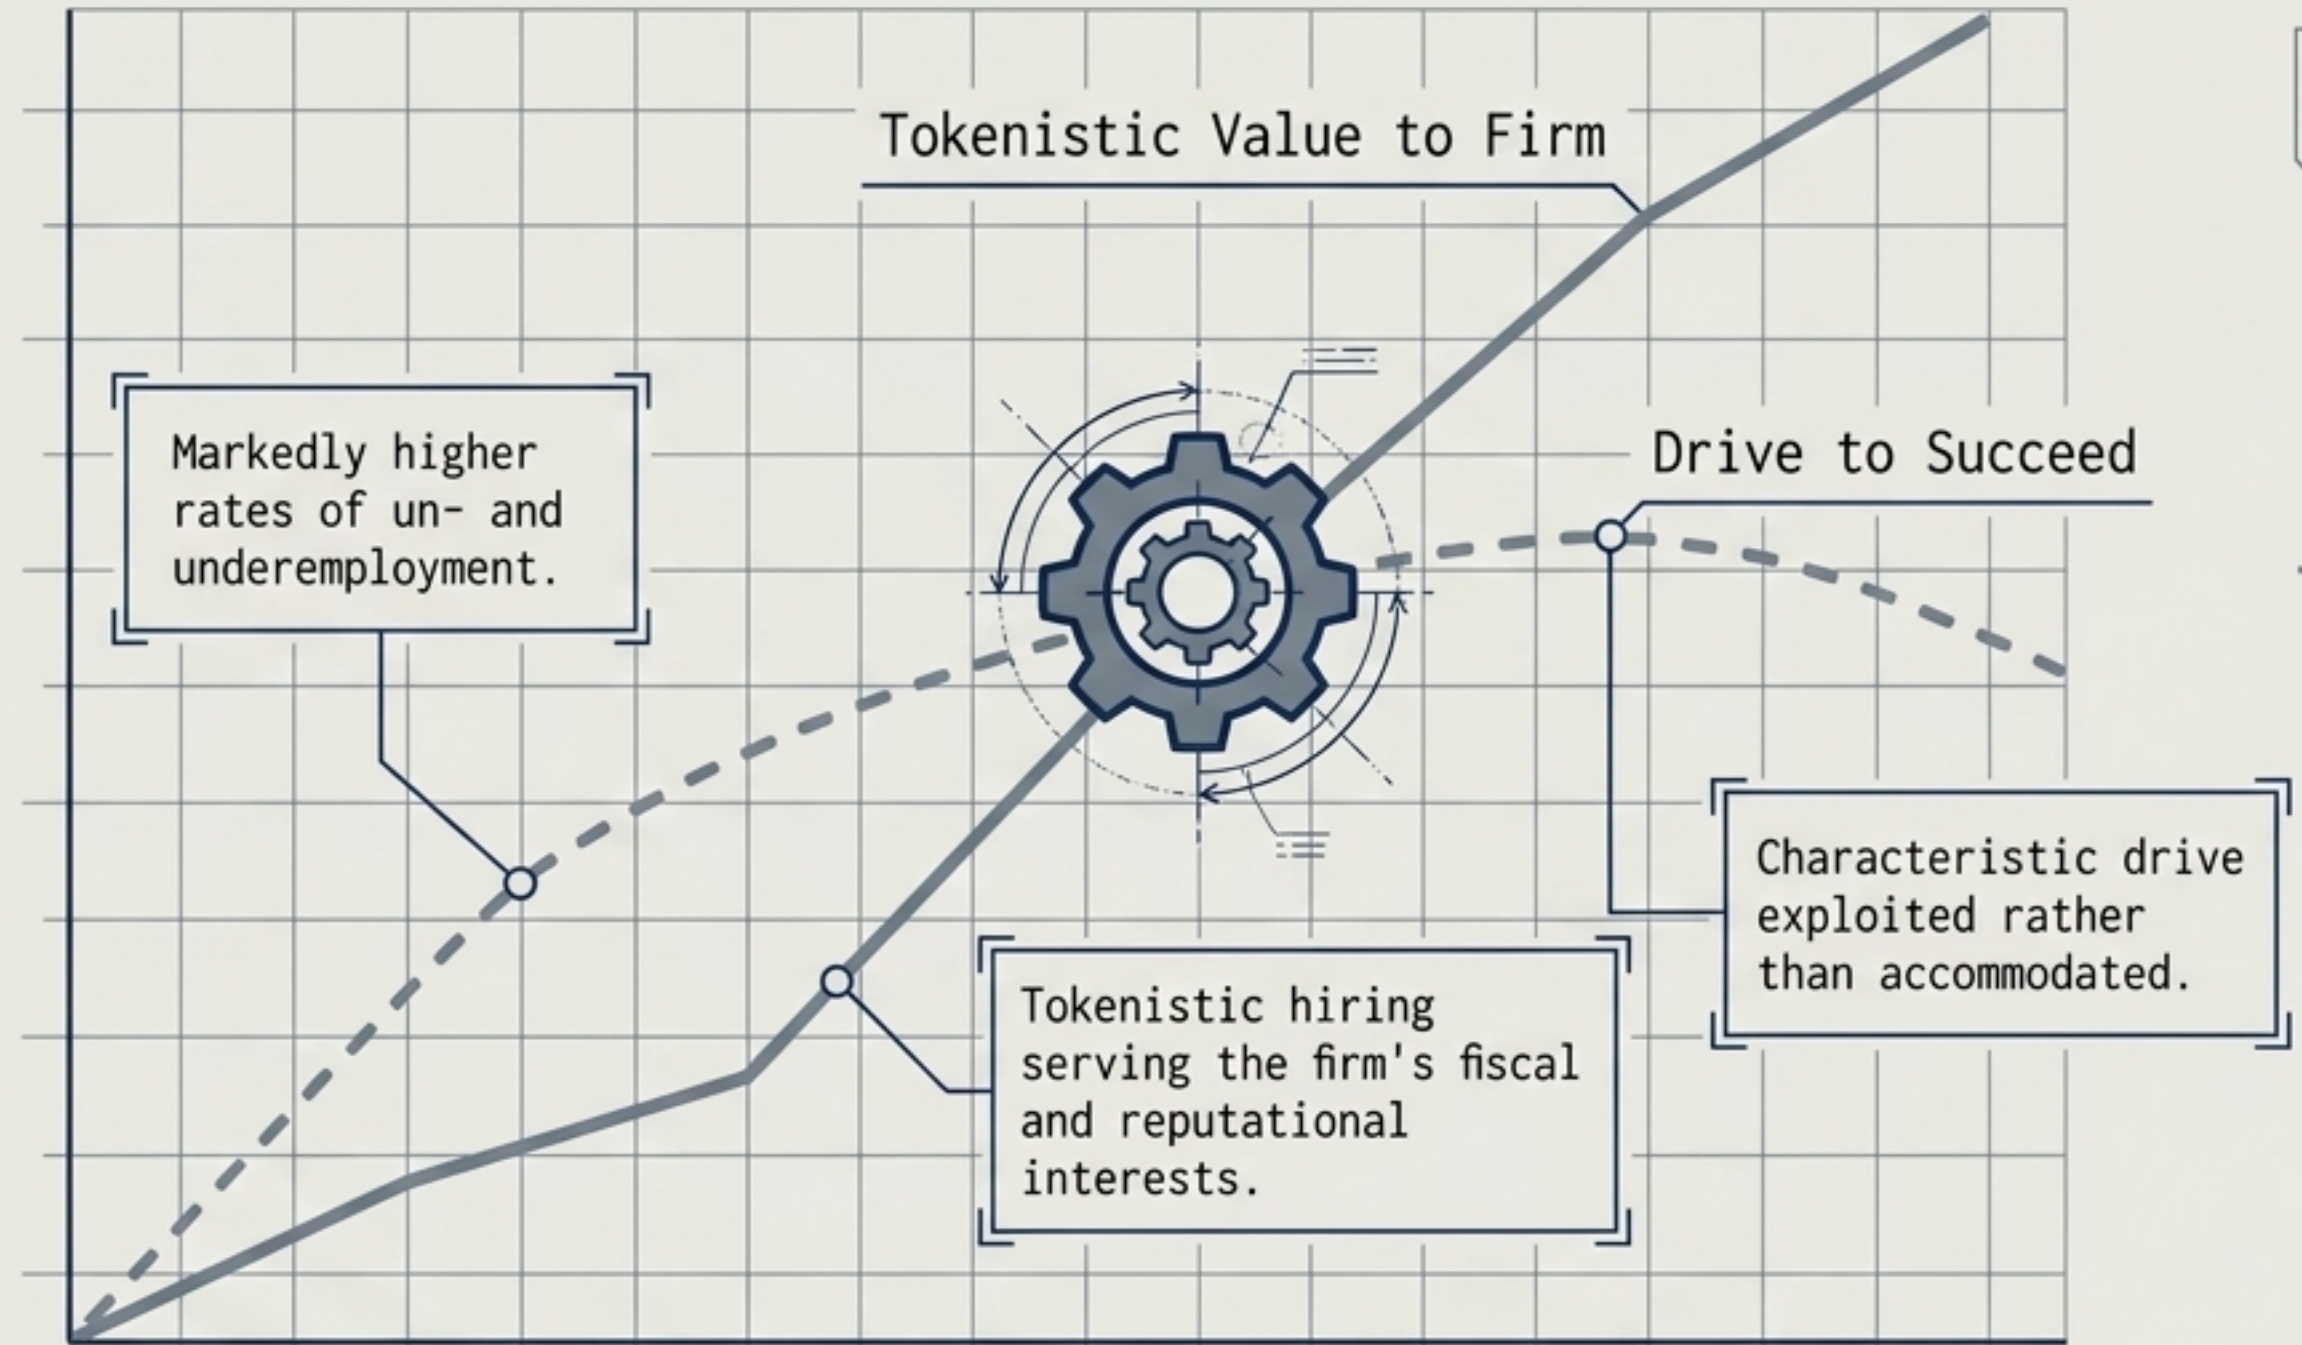 Tokenistic Value to Firm
Markedly higher
rates of un- and
underemployment.
Drive to Succeed
Characteristic drive
exploited rather
than accommodated.
Tokenistic hiring
serving the firm's fiscal
and reputational
interests.